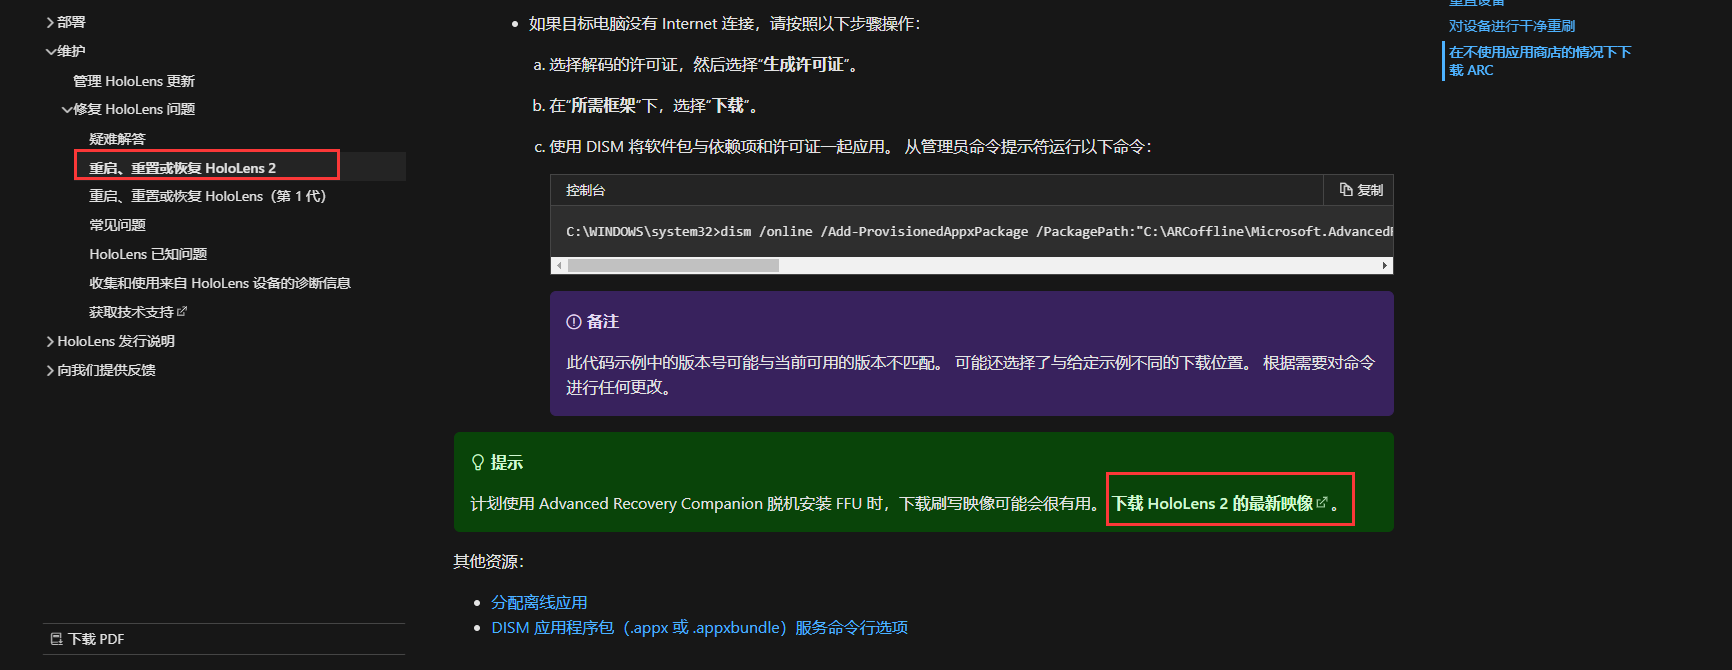 部署
维护
管理 HoloLens 更新
修复 HoloLens 问题
疑难解答
重启、重置或恢复 HoloLens 2
重启、重置或恢复 HoloLens（第 1 代）
常见问题
HoloLens 已知问题
收集和使用来自 HoloLens 设备的诊断信息
获取技术支持
HoloLens 发行说明
向我们提供反馈
下载 PDF
• 如果目标电脑没有 Internet 连接，请按照以下步骤操作：
a. 选择解码的许可证，然后选择“生成许可证”。
b. 在“所需框架”下，选择“下载”。
c. 使用 DISM 将软件包与依赖项和许可证一起应用。 从管理员命令提示符运行以下命令：
控制台
复制
C:\WINDOWS\system32>dism /online /Add-ProvisionedAppxPackage /PackagePath:"C:\ARCoffline\Microsoft.Advanced
备注
此代码示例中的版本号可能与当前可用的版本不匹配。 可能还选择了与给定示例不同的下载位置。 根据需要对命令
进行任何更改。
提示
计划使用 Advanced Recovery Companion 脱机安装 FFU 时，下载刷写映像可能会很有用。 下载 HoloLens 2 的最新映像。
其他资源：
• 分配离线应用
• DISM 应用程序包（.appx 或 .appxbundle）服务命令行选项
重置设备
对设备进行干净重刷
在不使用应用商店的情况下下
载 ARC